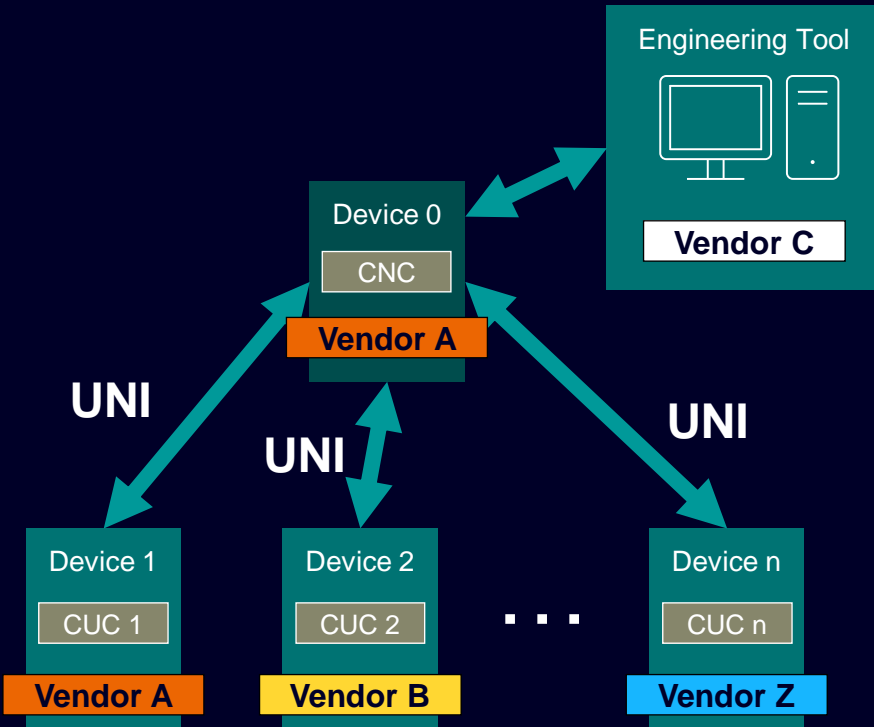 Engineering Tool
Vendor C
Device 0
CNC
Vendor A
UNI
UNI
UNI
Device 1
CUC 1
Vendor A
Device 2
CUC 2
Vendor B
. . .
Device n
CUC n
Vendor Z